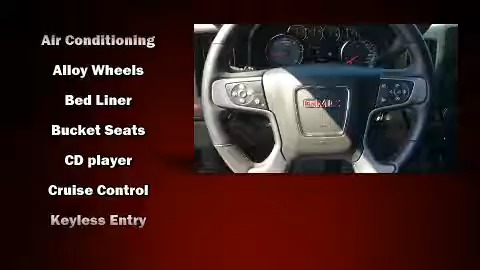 Air Conditioning
Alloy Wheels
Bed Liner
Bucket Seats
CD player
Cruise Control
Keyless Entry
GMC